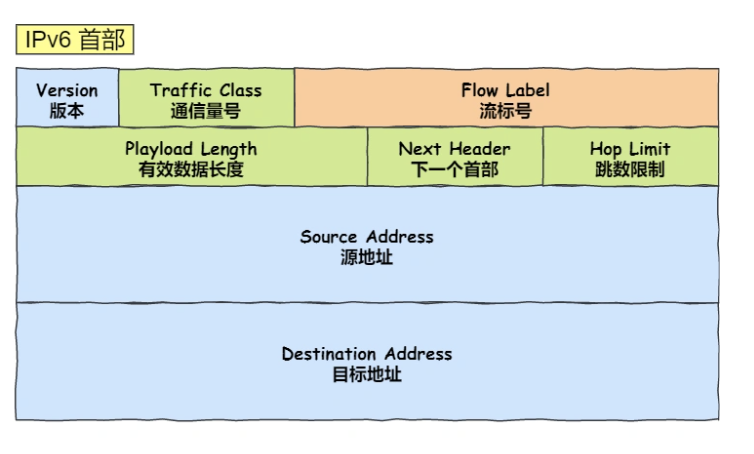 IPv6 首部
Version
版本
Traffic Class
通信量号
Flow Label
流标号
Playload Length
有效数据长度
Next Header
下一个首部
Hop Limit
跳数限制
Source Address
源地址
Destination Address
目标地址